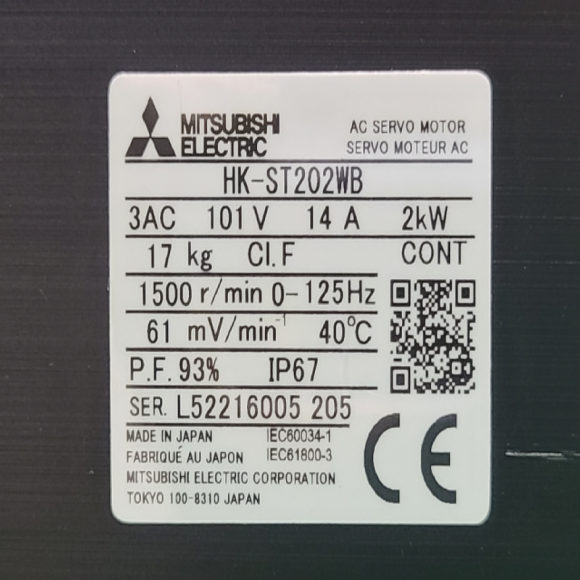 MITSUBISHI
ELECTRIC
AC SERVO MOTOR
SERVO MOTEUR AC
HK-ST202WB
3AC 101 V 14 A 2kW
17 kg CI.F CONT
1500 r/min 0-125Hz
61 mV/min⁻¹ 40℃
P.F. 93% IP67
SER. L52216005 205
MADE IN JAPAN IEC60034-1
FABRIQUÉ AU JAPON IEC61800-3
MITSUBISHI ELECTRIC CORPORATION
TOKYO 100-8310 JAPAN
CE